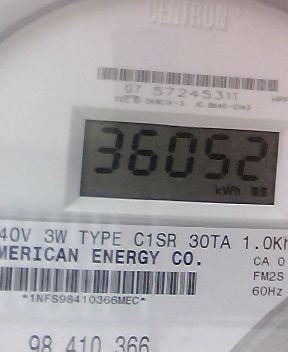 CENTRON®
07 57245311
36052
kWh
40V 3W TYPE C1SR 30TA 1.0Kh
MERICAN ENERGY CO.
CA 0
FM2S
60Hz
*1NFS98410366MEC*
98 410 366